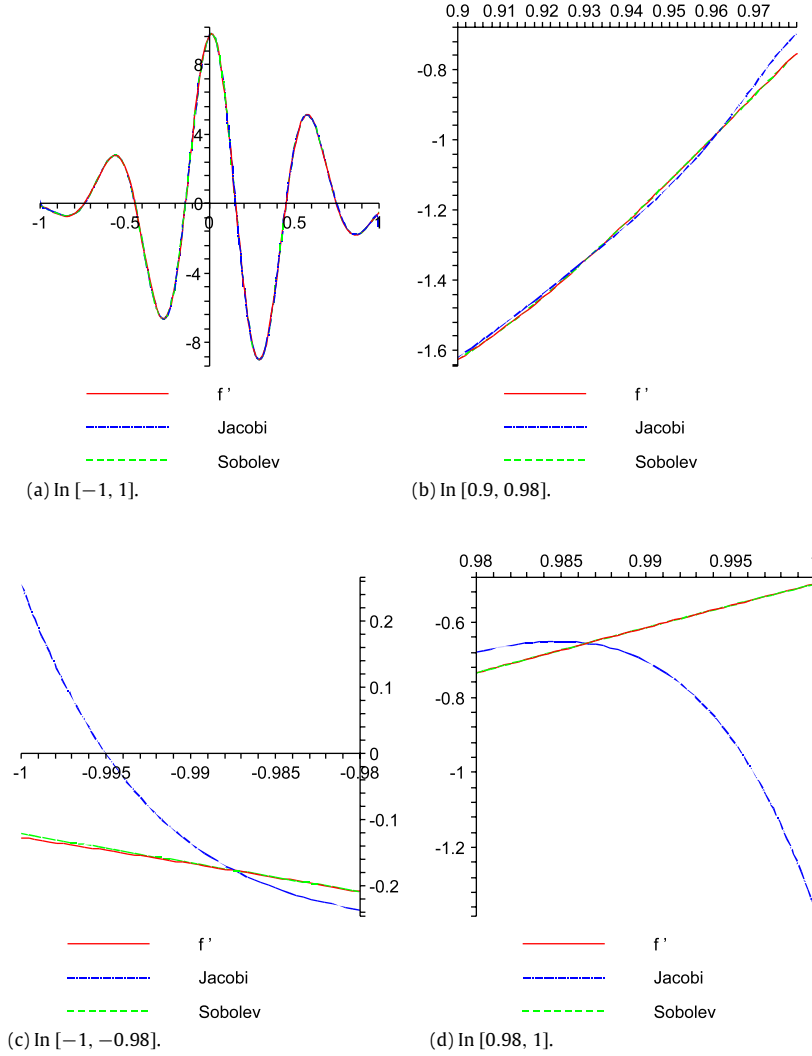 8
4
0
-4
-8
-1 -0.5 0 0.5 1
f '
Jacobi
Sobolev
(a) In [−1, 1].
0.9 0.91 0.92 0.93 0.94 0.95 0.96 0.97
-0.8
-1
-1.2
-1.4
-1.6
f '
Jacobi
Sobolev
(b) In [0.9, 0.98].
0.2
0.1
0
-1 -0.995 -0.99 -0.985 -0.98
-0.1
-0.2
f '
Jacobi
Sobolev
(c) In [−1, −0.98].
0.98 0.985 0.99 0.995
-0.6
-0.8
-1
-1.2
f '
Jacobi
Sobolev
(d) In [0.98, 1].